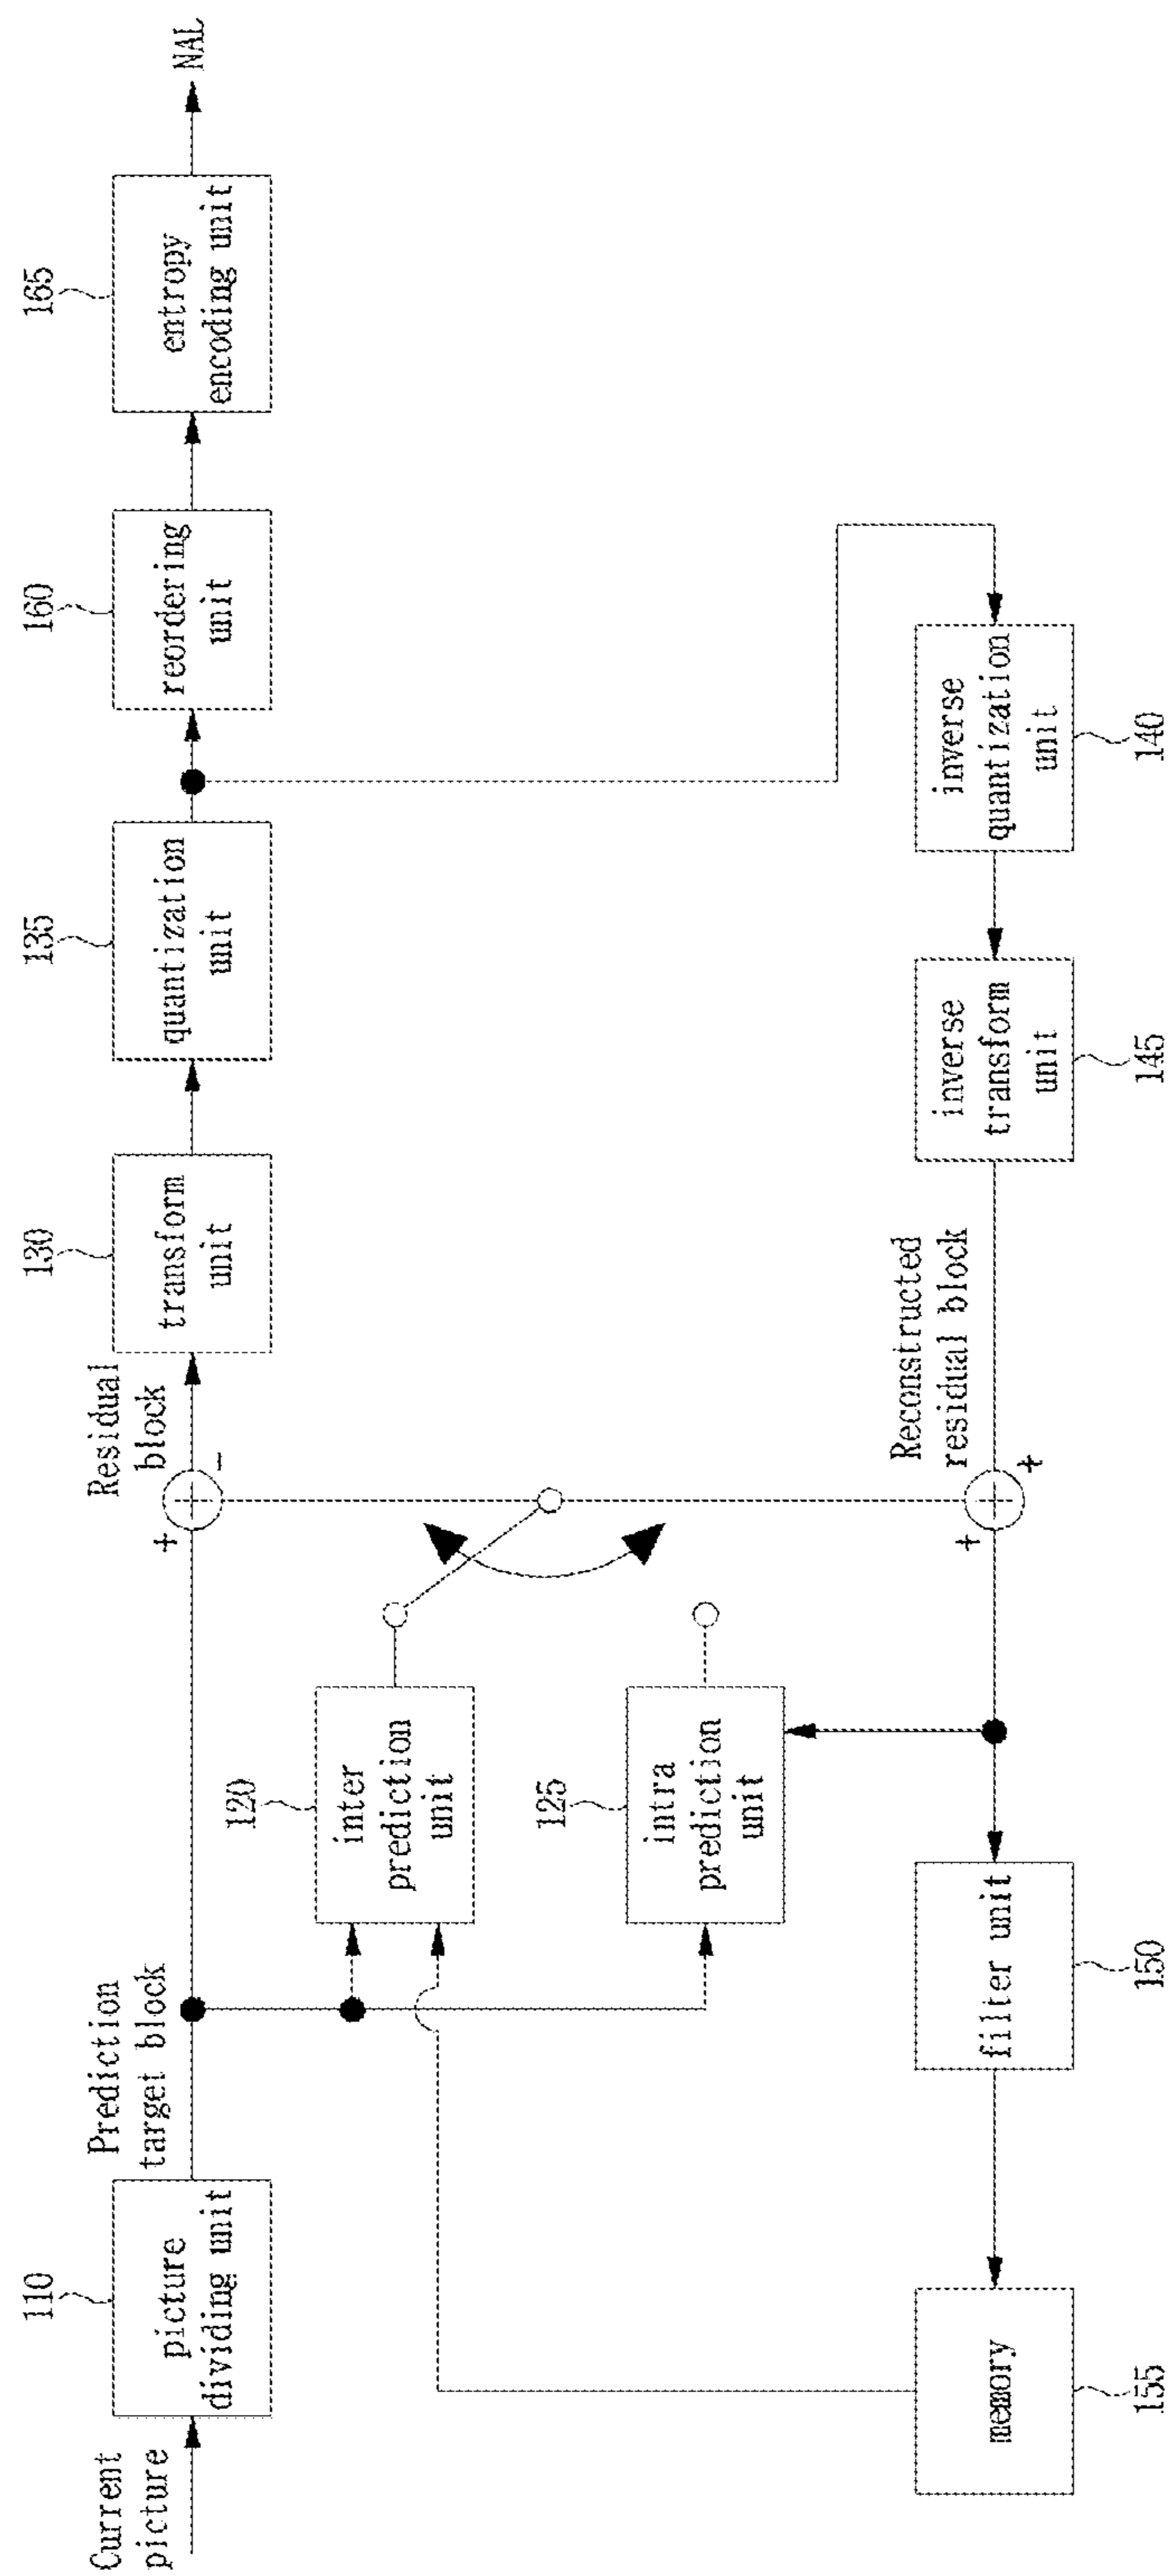 Current
picture
110
picture
dividing unit
Prediction
target block
Residual
block
+
-
130
transform
unit
135
quantization
unit
160
reordering
unit
165
entropy
encoding unit
NAL
120
inter
prediction
unit
125
intra
prediction
unit
+
+
Reconstructed
residual block
inverse
quantization
unit
140
inverse
transform
unit
145
filter unit
150
memory
155